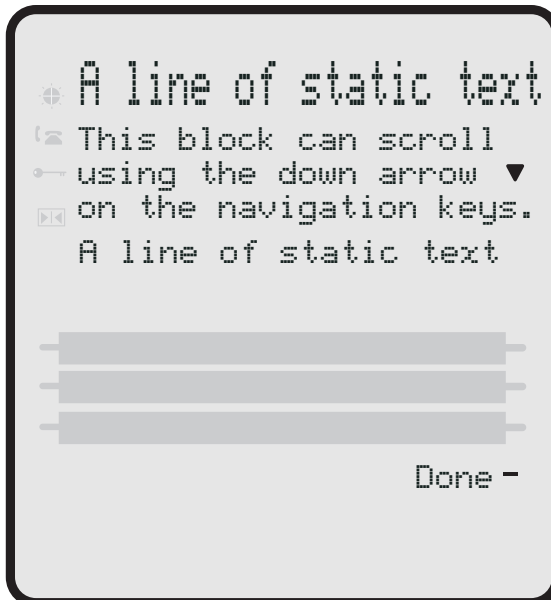 A line of static text
This block can scroll
using the down arrow ▼
on the navigation keys.
A line of static text
Done